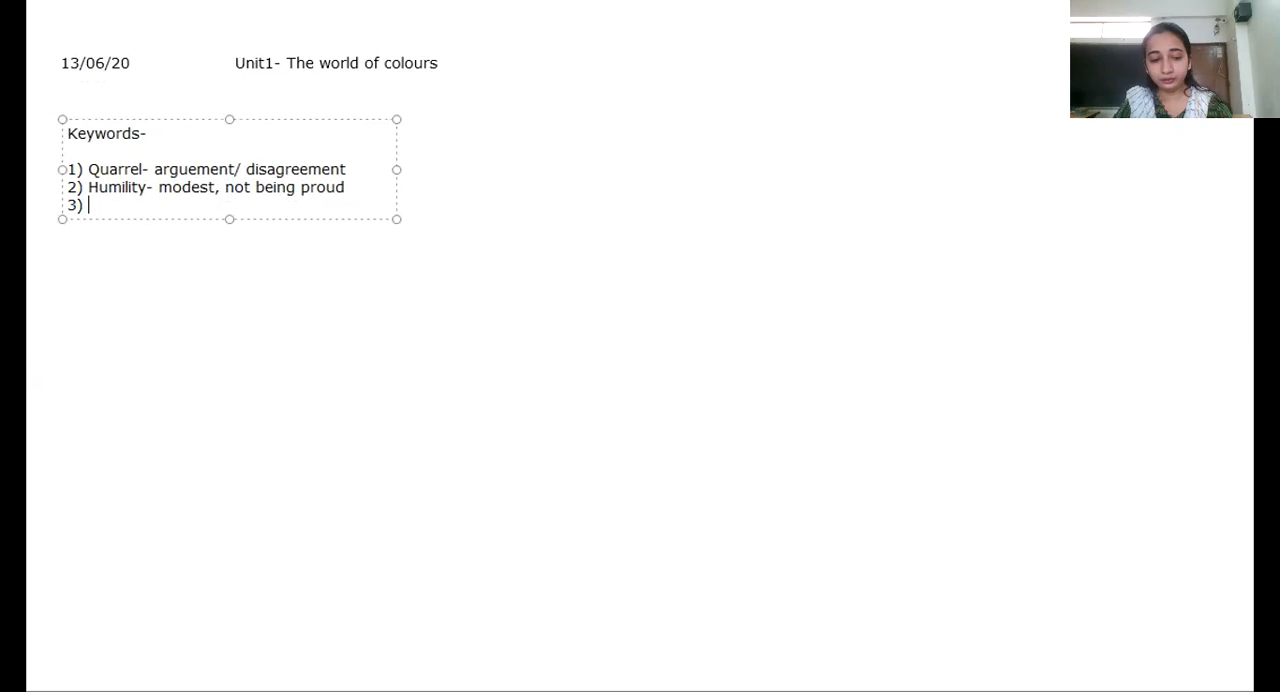 13/06/20 Unit1- The world of colours
Keywords-
1) Quarrel- arguement/ disagreement
2) Humility- modest, not being proud
3)